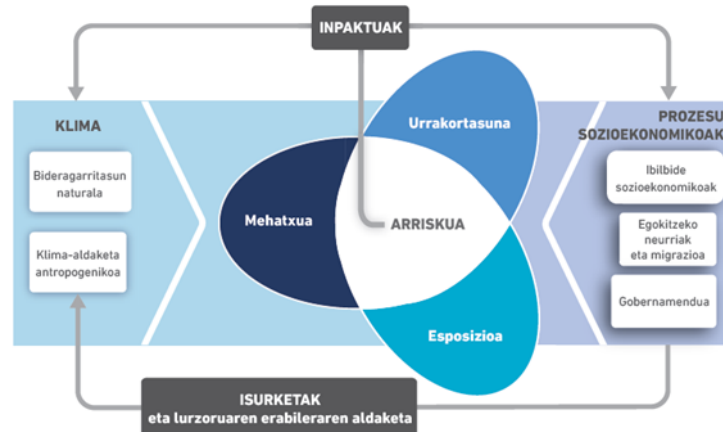 INPAKTUAK
KLIMA
Bideragarritasun
naturala
Klima-aldaketa
antropogenikoa
Mehatxua
Urrakortasuna
ARRISKUA
Esposizioa
PROZESU
SOZIOEKONOMIKOAK
Ibilbide
sozioekonomikoak
Egokitzeko
neurriak
eta migrazioa
Gobernamendua
ISURKETAK
eta lurzoruaren erabileraren aldaketa